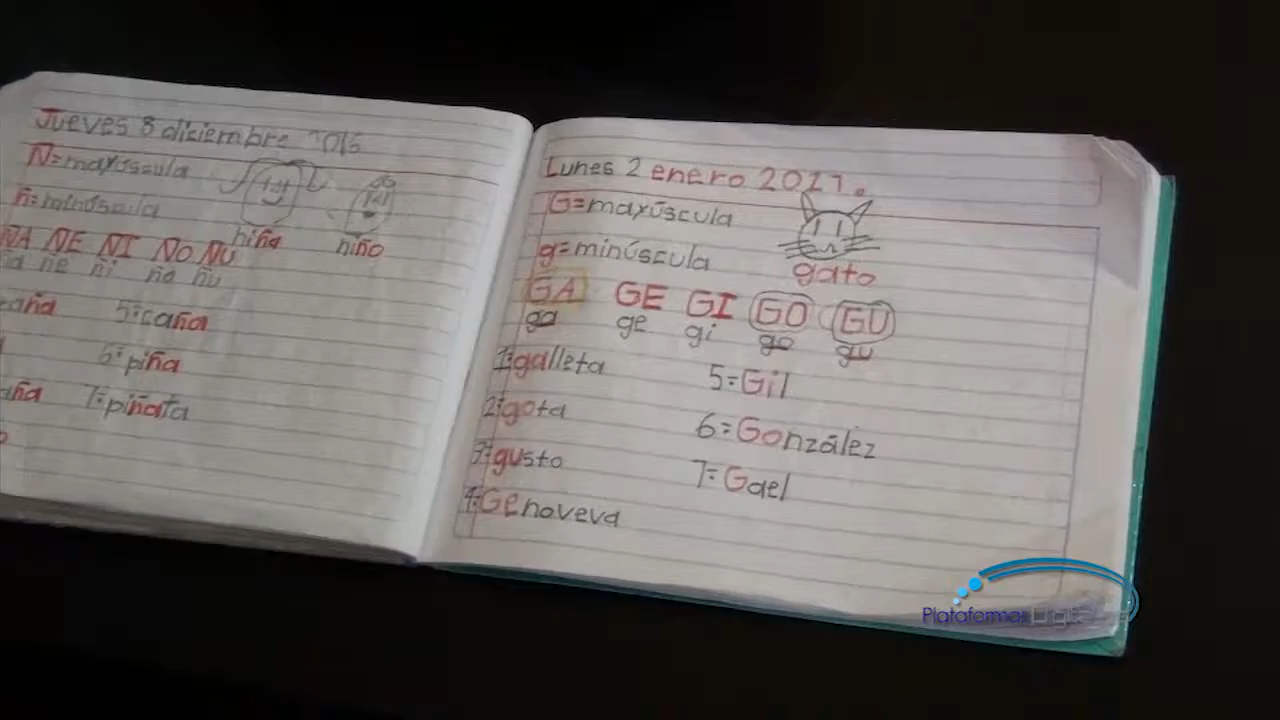 Jueves 8 diciembre 2016
Ñ=mayúscula
ñ=minúscula
niña niño
ÑA ÑE ÑI ÑO ÑU
ña ñe ñi ño ñu
5=caña
6=piña
7=piñata
Lunes 2 enero 2017.
G=mayúscula
g=minúscula
gato
GA GE GI GO GU
ga ge gi go gu
1=galleta
2=gota
3=gusto
4=Genoveva
5=Gil
6=González
7=Gael
Plataformas Digitales